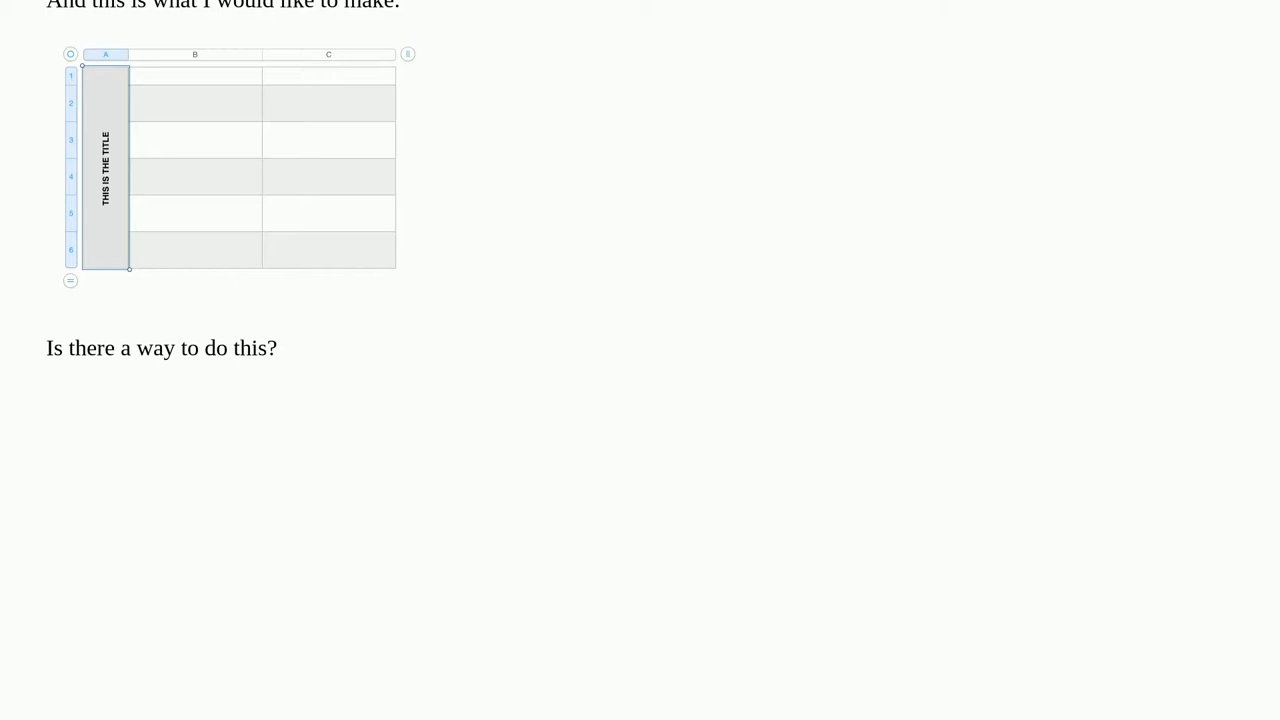 And this is what I would like to make:
A B C
1
2
3
4
5
6
THIS IS THE TITLE
Is there a way to do this?